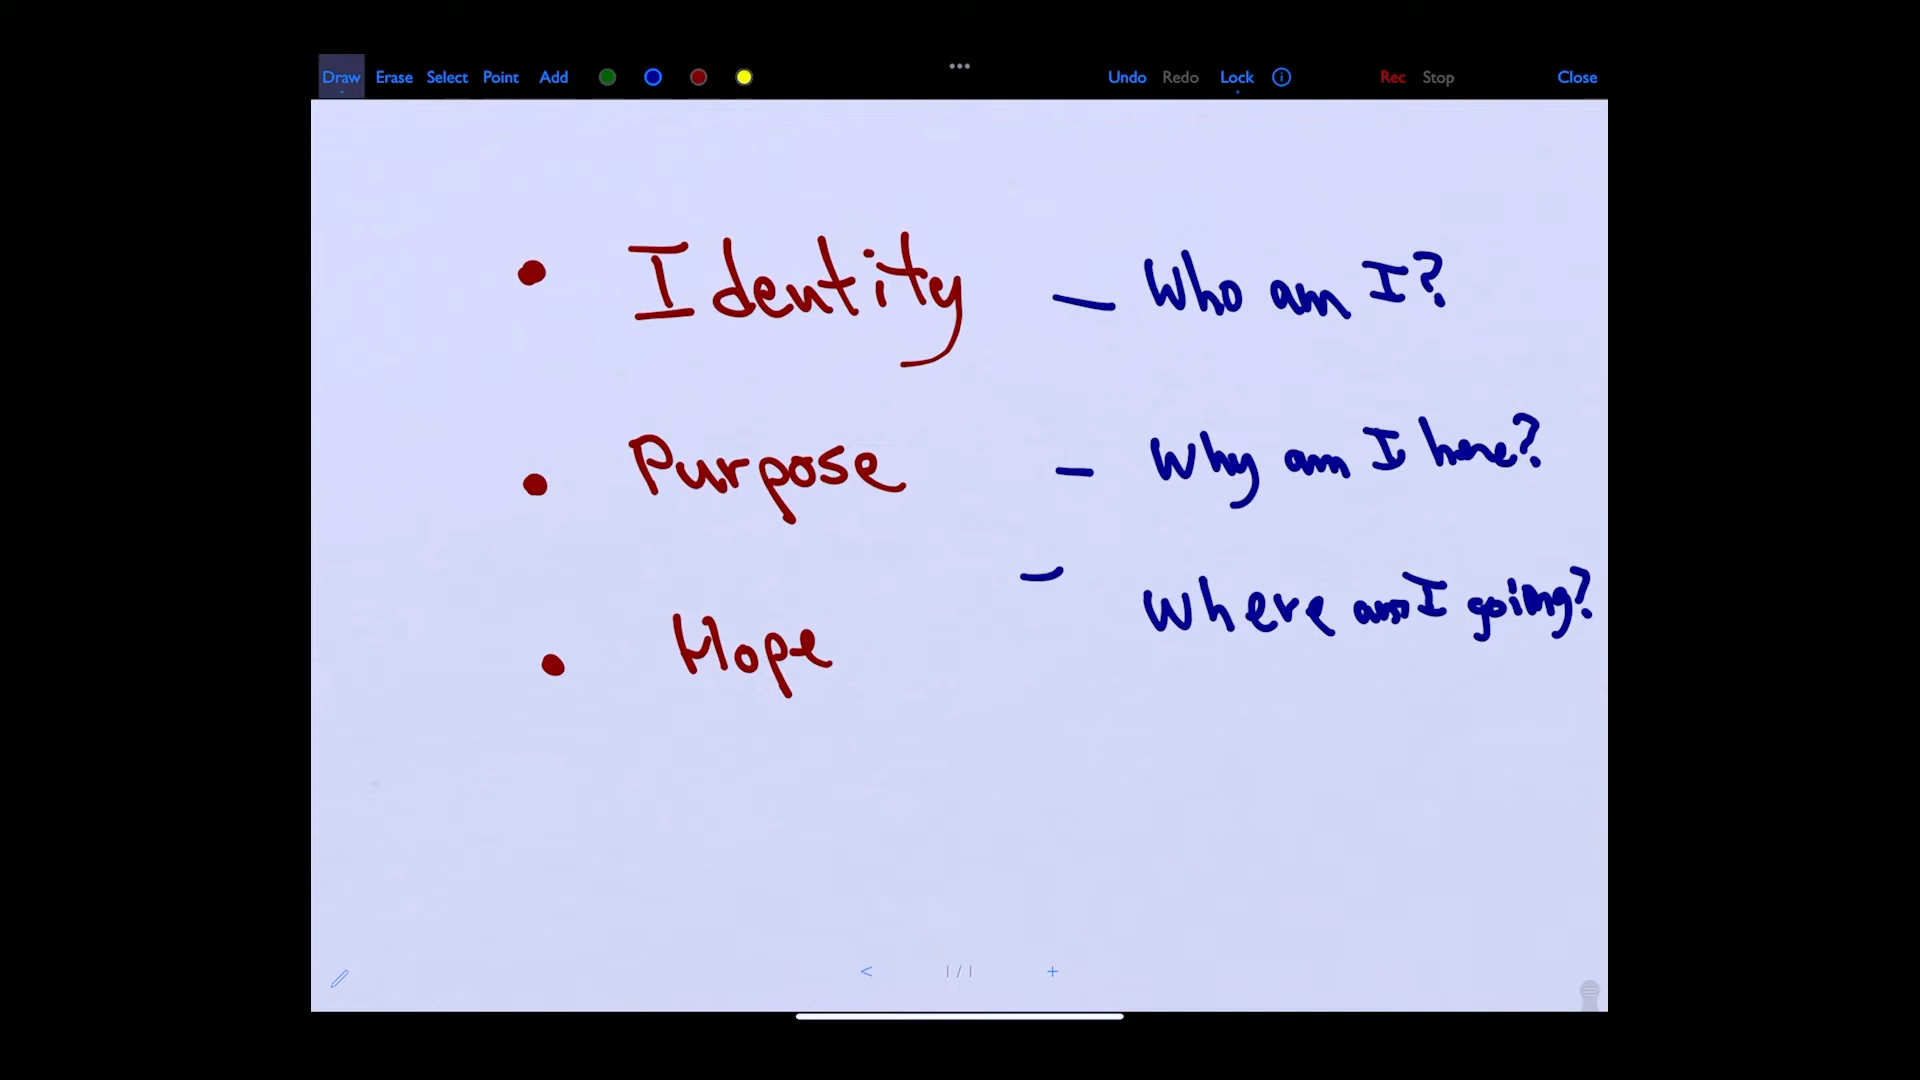 Draw Erase Select Point Add Undo Redo Lock Rec Stop Close
• Identity – Who am I?
• Purpose – Why am I here?
• Hope – Where am I going?
< 1 / 1 +